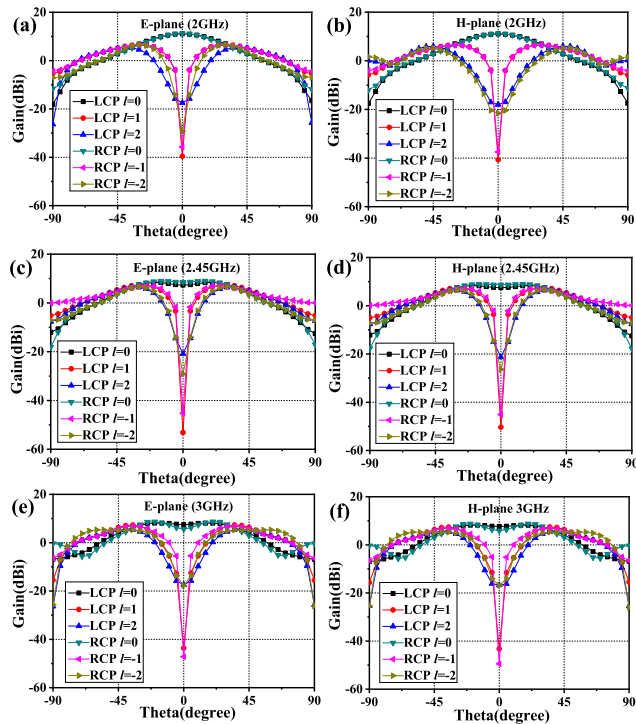 (a)
E-plane (2GHz)
Gain(dBi)
20
0
-20
-40
-60
LCP l=0
LCP l=1
LCP l=2
RCP l=0
RCP l=-1
RCP l=-2
-90
-45
0
45
90
Theta(degree)
(b)
H-plane (2GHz)
Gain(dBi)
20
0
-20
-40
-60
LCP l=0
LCP l=1
LCP l=2
RCP l=0
RCP l=-1
RCP l=-2
-90
-45
0
45
90
Theta(degree)
(c)
E-plane (2.45GHz)
Gain(dBi)
20
0
-20
-40
-60
LCP l=0
LCP l=1
LCP l=2
RCP l=0
RCP l=-1
RCP l=-2
-90
-45
0
45
90
Theta(degree)
(d)
H-plane (2.45GHz)
Gain(dBi)
20
0
-20
-40
-60
LCP l=0
LCP l=1
LCP l=2
RCP l=0
RCP l=-1
RCP l=-2
-90
-45
0
45
90
Theta(degree)
(e)
E-plane (3GHz)
Gain(dBi)
20
0
-20
-40
-60
LCP l=0
LCP l=1
LCP l=2
RCP l=0
RCP l=-1
RCP l=-2
-90
-45
0
45
90
Theta(degree)
(f)
H-plane 3GHz
Gain(dBi)
20
0
-20
-40
-60
LCP l=0
LCP l=1
LCP l=2
RCP l=0
RCP l=-1
RCP l=-2
-90
-45
0
45
90
Theta(degree)